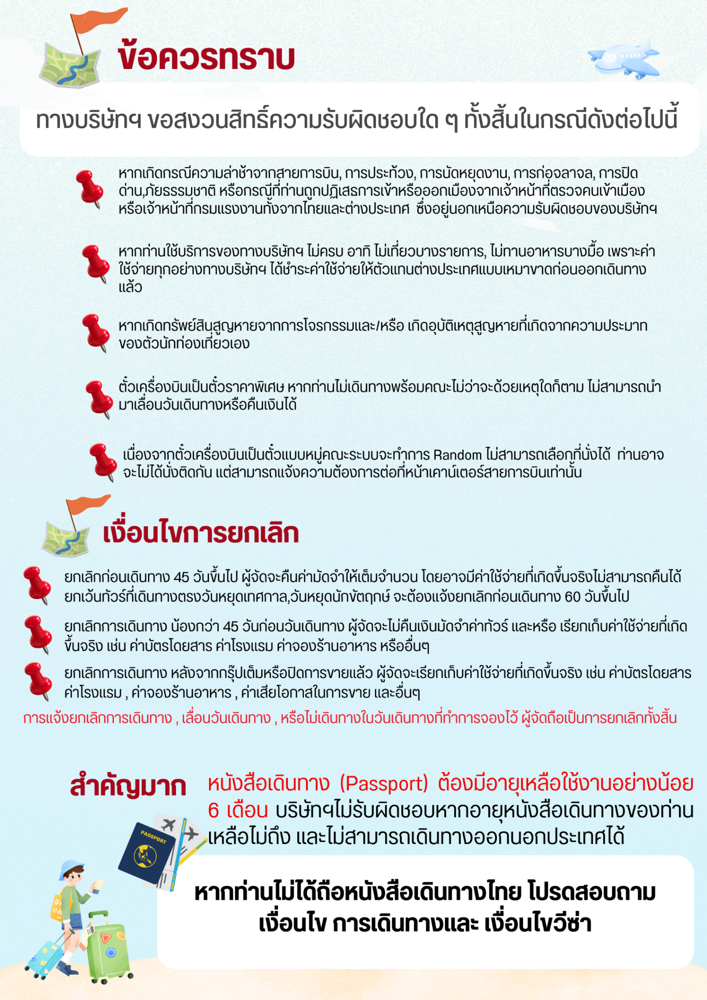 ข้อควรทราบ
ทางบริษัทฯ ขอสงวนสิทธิ์ความรับผิดชอบใด ๆ ทั้งสิ้นในกรณีดังต่อไปนี้
หากเกิดกรณีความล่าช้าจากสายการบิน, การประท้วง, การนัดหยุดงาน, การก่อจลาจล, การปิด
ด่าน,ภัยธรรมชาติ หรือกรณีที่ท่านถูกปฏิเสธการเข้าหรือออกเมืองจากเจ้าหน้าที่ตรวจคนเข้าเมือง
หรือเจ้าหน้าที่กรมแรงงานทั้งจากไทยและต่างประเทศ ซึ่งอยู่นอกเหนือความรับผิดชอบของบริษัทฯ
หากท่านใช้บริการของทางบริษัทฯ ไม่ครบ อาทิ ไม่เที่ยวบางรายการ, ไม่ทานอาหารบางมื้อ เพราะค่า
ใช้จ่ายทุกอย่างทางบริษัทฯ ได้ชำระค่าใช้จ่ายให้ตัวแทนต่างประเทศแบบเหมาขาดก่อนออกเดินทาง
แล้ว
หากเกิดทรัพย์สินสูญหายจากการโจรกรรมและ/หรือ เกิดอุบัติเหตุสูญหายที่เกิดจากความประมาท
ของตัวนักท่องเที่ยวเอง
ตั๋วเครื่องบินเป็นตั๋วราคาพิเศษ หากท่านไม่เดินทางพร้อมคณะไม่ว่าจะด้วยเหตุใดก็ตาม ไม่สามารถนำ
มาเลื่อนวันเดินทางหรือคืนเงินได้
เนื่องจากตั๋วเครื่องบินเป็นตั๋วแบบหมู่คณะระบบจะทำการ Random ไม่สามารถเลือกที่นั่งได้ ท่านอาจ
จะไม่ได้นั่งติดกัน แต่สามารถแจ้งความต้องการต่อที่หน้าเคาน์เตอร์สายการบินเท่านั้น
เงื่อนไขการยกเลิก
ยกเลิกก่อนเดินทาง 45 วันขึ้นไป ผู้จัดจะคืนค่ามัดจำให้เต็มจำนวน โดยอาจมีค่าใช้จ่ายที่เกิดขึ้นจริงไม่สามารถคืนได้
ยกเว้นทัวร์ที่เดินทางตรงวันหยุดเทศกาล,วันหยุดนักขัตฤกษ์ จะต้องแจ้งยกเลิกก่อนเดินทาง 60 วันขึ้นไป
ยกเลิกการเดินทาง น้องกว่า 45 วันก่อนวันเดินทาง ผู้จัดจะไม่คืนเงินมัดจำค่าทัวร์ และหรือ เรียกเก็บค่าใช้จ่ายที่เกิด
ขึ้นจริง เช่น ค่าบัตรโดยสาร ค่าโรงแรม ค่าจองร้านอาหาร หรืออื่นๆ
ยกเลิกการเดินทาง หลังจากกรุ๊ปเต็มหรือปิดการขายแล้ว ผู้จัดจะเรียกเก็บค่าใช้จ่ายที่เกิดขึ้นจริง เช่น ค่าบัตรโดยสาร
ค่าโรงแรม , ค่าจองร้านอาหาร , ค่าเสียโอกาสในการขาย และอื่นๆ
การแจ้งยกเลิกการเดินทาง , เลื่อนวันเดินทาง , หรือไม่เดินทางในวันเดินทางที่ทำการจองไว้ ผู้จัดถือเป็นการยกเลิกทั้งสิ้น
สำคัญมาก
หนังสือเดินทาง (Passport) ต้องมีอายุเหลือใช้งานอย่างน้อย
6 เดือน บริษัทฯไม่รับผิดชอบหากอายุหนังสือเดินทางของท่าน
เหลือไม่ถึง และไม่สามารถเดินทางออกนอกประเทศได้
PASSPORT
หากท่านไม่ได้ถือหนังสือเดินทางไทย โปรดสอบถาม
เงื่อนไข การเดินทางและ เงื่อนไขวีซ่า